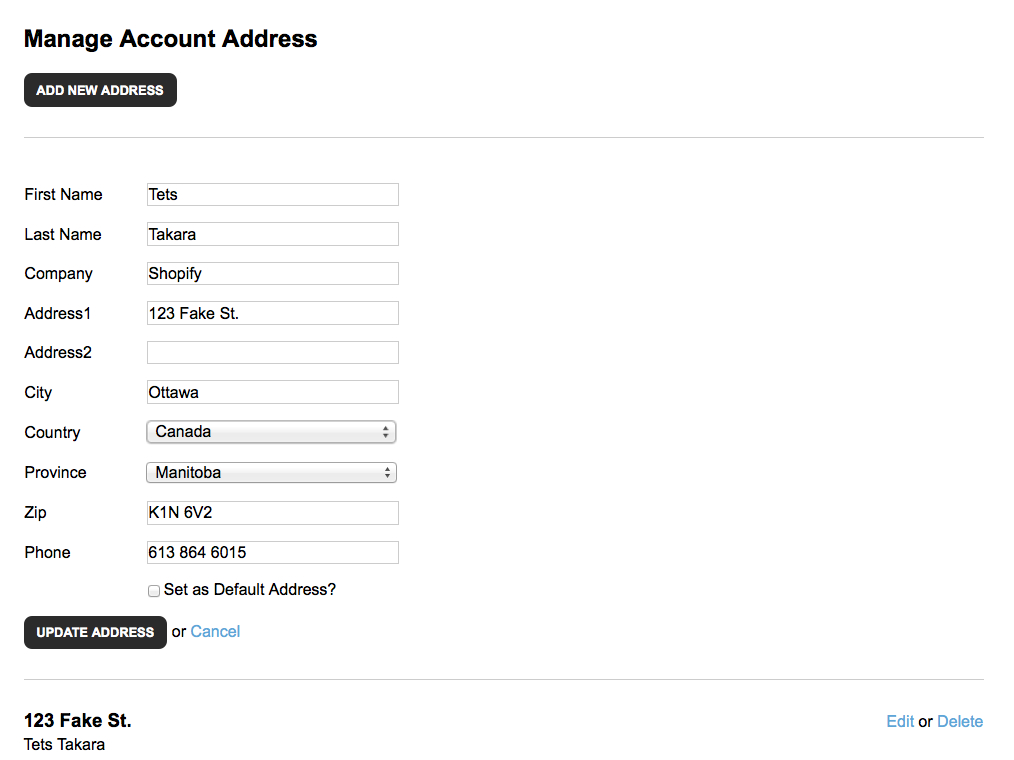 Manage Account Address
ADD NEW ADDRESS
First Name Tets
Last Name Takara
Company Shopify
Address1 123 Fake St.
Address2
City Ottawa
Country Canada
Province Manitoba
Zip K1N 6V2
Phone 613 864 6015
Set as Default Address?
UPDATE ADDRESS or Cancel
123 Fake St. Edit or Delete
Tets Takara